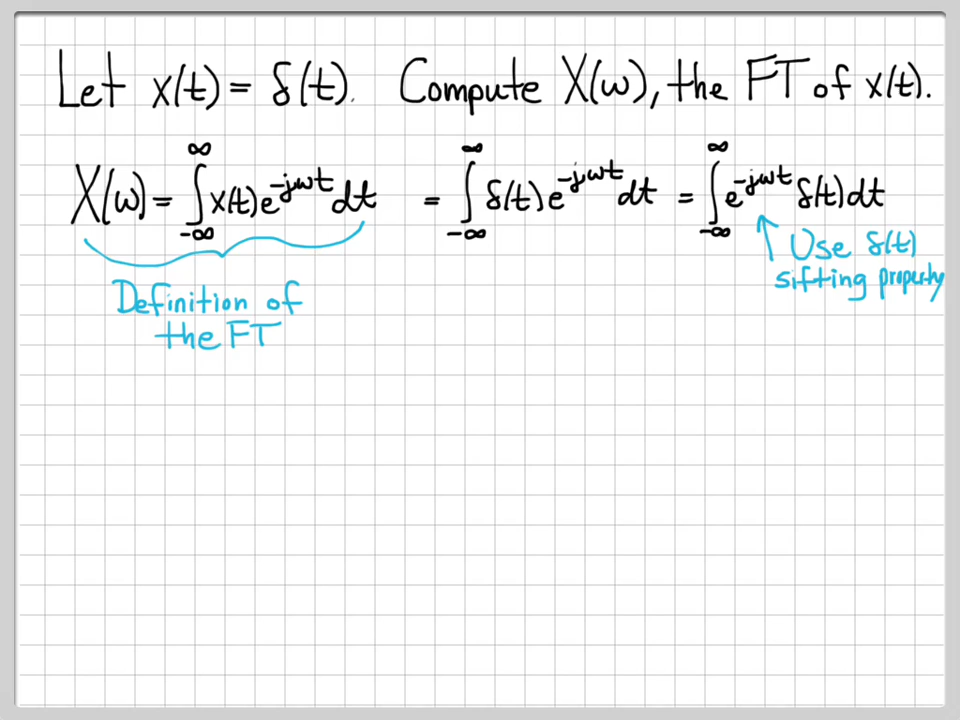 Let x(t) = δ(t). Compute X(ω), the FT of x(t).
X(ω) = ∫_{-∞}^{∞} x(t) e^{-jωt} dt = ∫_{-∞}^{∞} δ(t) e^{-jωt} dt = ∫_{-∞}^{∞} e^{-jωt} δ(t) dt
↑ Use δ(t)
sifting property
Definition of
the FT